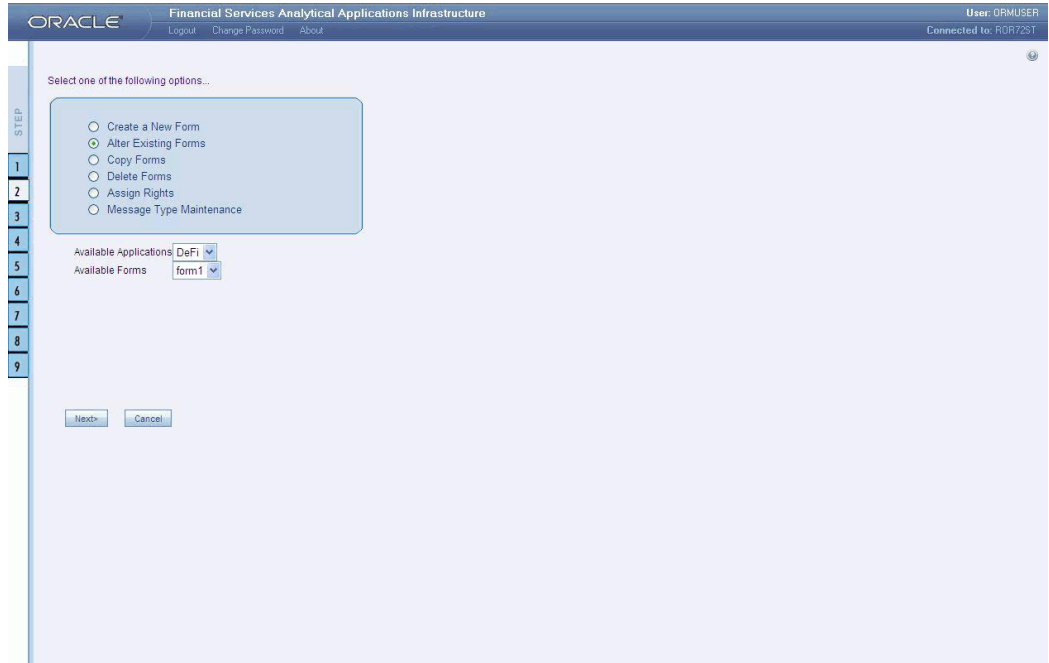 ORACLE
Financial Services Analytical Applications Infrastructure
User: ORMUSER
Logout Change Password About
Connected to: ROR72ST
Select one of the following options...
STEP
Create a New Form
Alter Existing Forms
Copy Forms
Delete Forms
Assign Rights
Message Type Maintenance
1
2
3
4
5
6
7
8
9
Available Applications DeFi
Available Forms form1
Next> Cancel